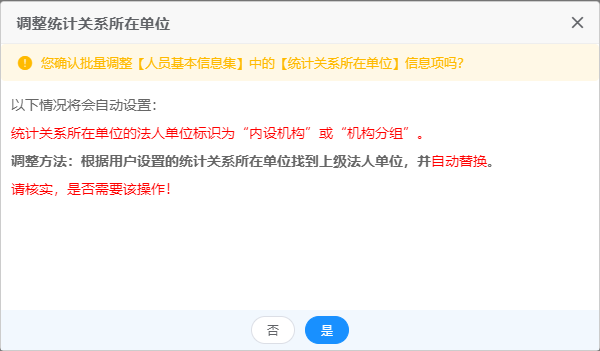 调整统计关系所在单位
您确认批量调整【人员基本信息集】中的【统计关系所在单位】信息项吗?
以下情况将会自动设置：
统计关系所在单位的法人单位标识为“内设机构”或“机构分组”。
调整方法：根据用户设置的统计关系所在单位找到上级法人单位，并自动替换。
请核实，是否需要该操作！
否
是